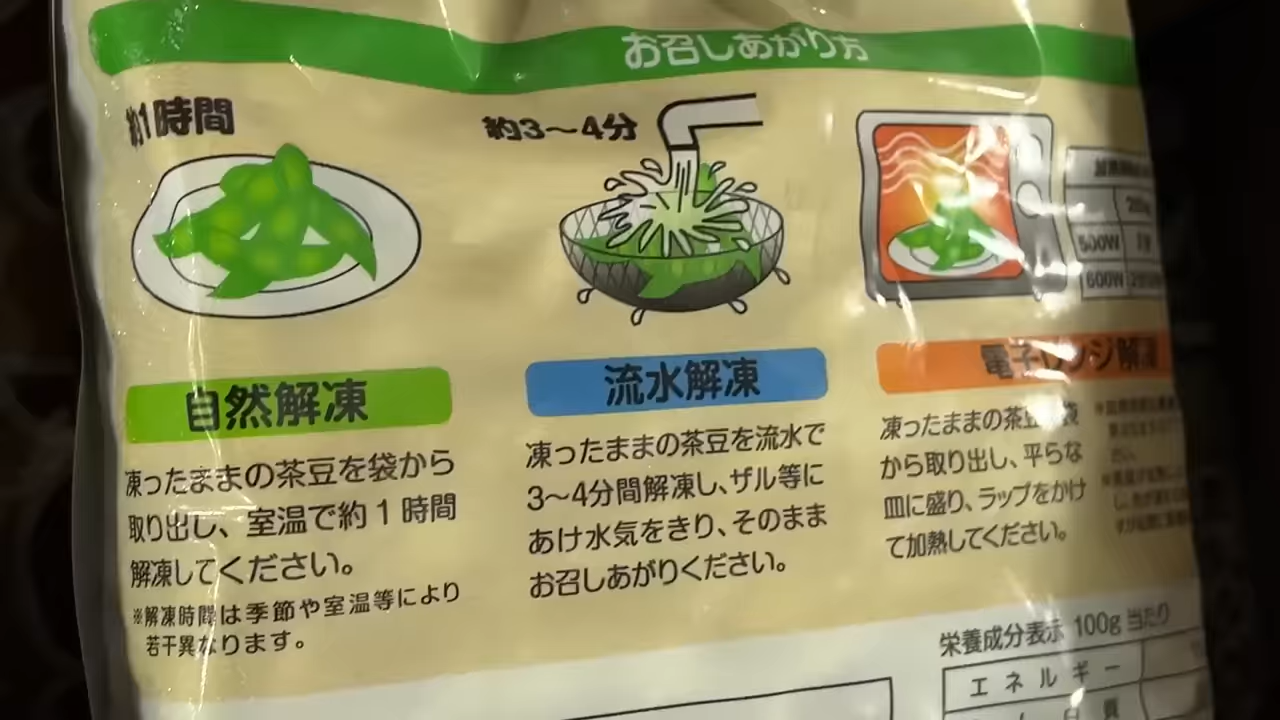 お召しあがり方
約1時間
約3〜4分
500W
600W
自然解凍
流水解凍
電子レンジ解凍
凍ったままの茶豆を袋から
取り出し、室温で約1時間
解凍してください。
※解凍時間は季節や室温等により
若干異なります。
凍ったままの茶豆を流水で
3〜4分間解凍し、ザル等に
あけ水気をきり、そのまま
お召しあがりください。
凍ったままの茶豆を袋
から取り出し、平らな
皿に盛り、ラップをかけ
て加熱してください。
栄養成分表示 100g当たり
エネルギー